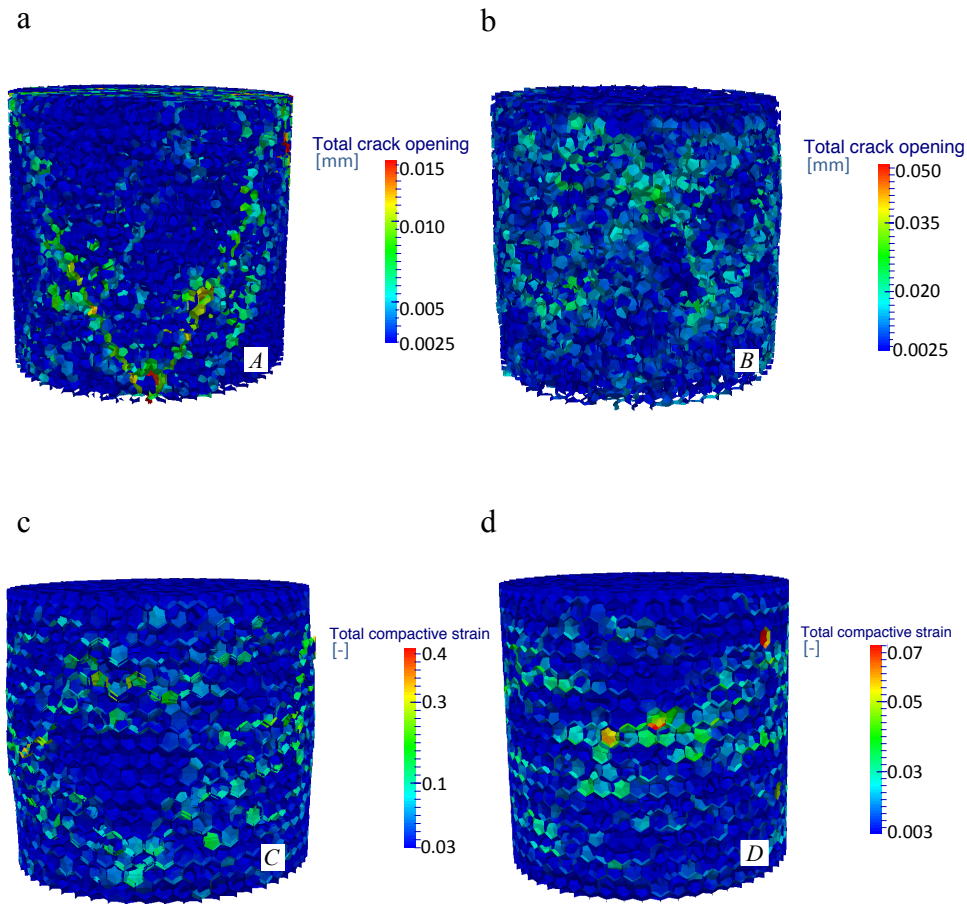 a
b
Total crack opening
[mm]
0.015
0.010
0.005
0.0025
A
Total crack opening
[mm]
0.050
0.035
0.020
0.0025
B
c
d
Total compactive strain
[-]
0.4
0.3
0.1
0.03
C
Total compactive strain
[-]
0.07
0.05
0.03
0.003
D